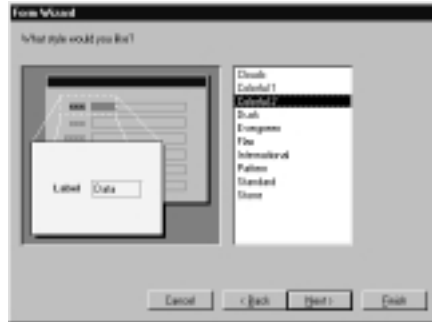 Form Wizard
What style would you like?
Clouds
Colorful 1
Colorful 2
Dusk
Evergreen
Flax
International
Pattern
Standard
Stone
Label Data
Cancel
< Back
Next >
Finish